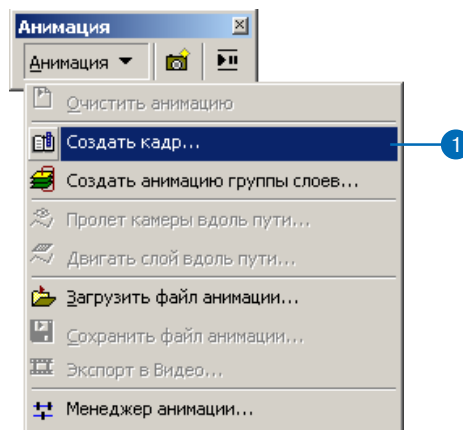 Анимация
Анимация
Очистить анимацию
Создать кадр...
1
Создать анимацию группы слоев...
Пролет камеры вдоль пути...
Двигать слой вдоль пути...
Загрузить файл анимации...
Сохранить файл анимации...
Экспорт в Видео...
Менеджер анимации...